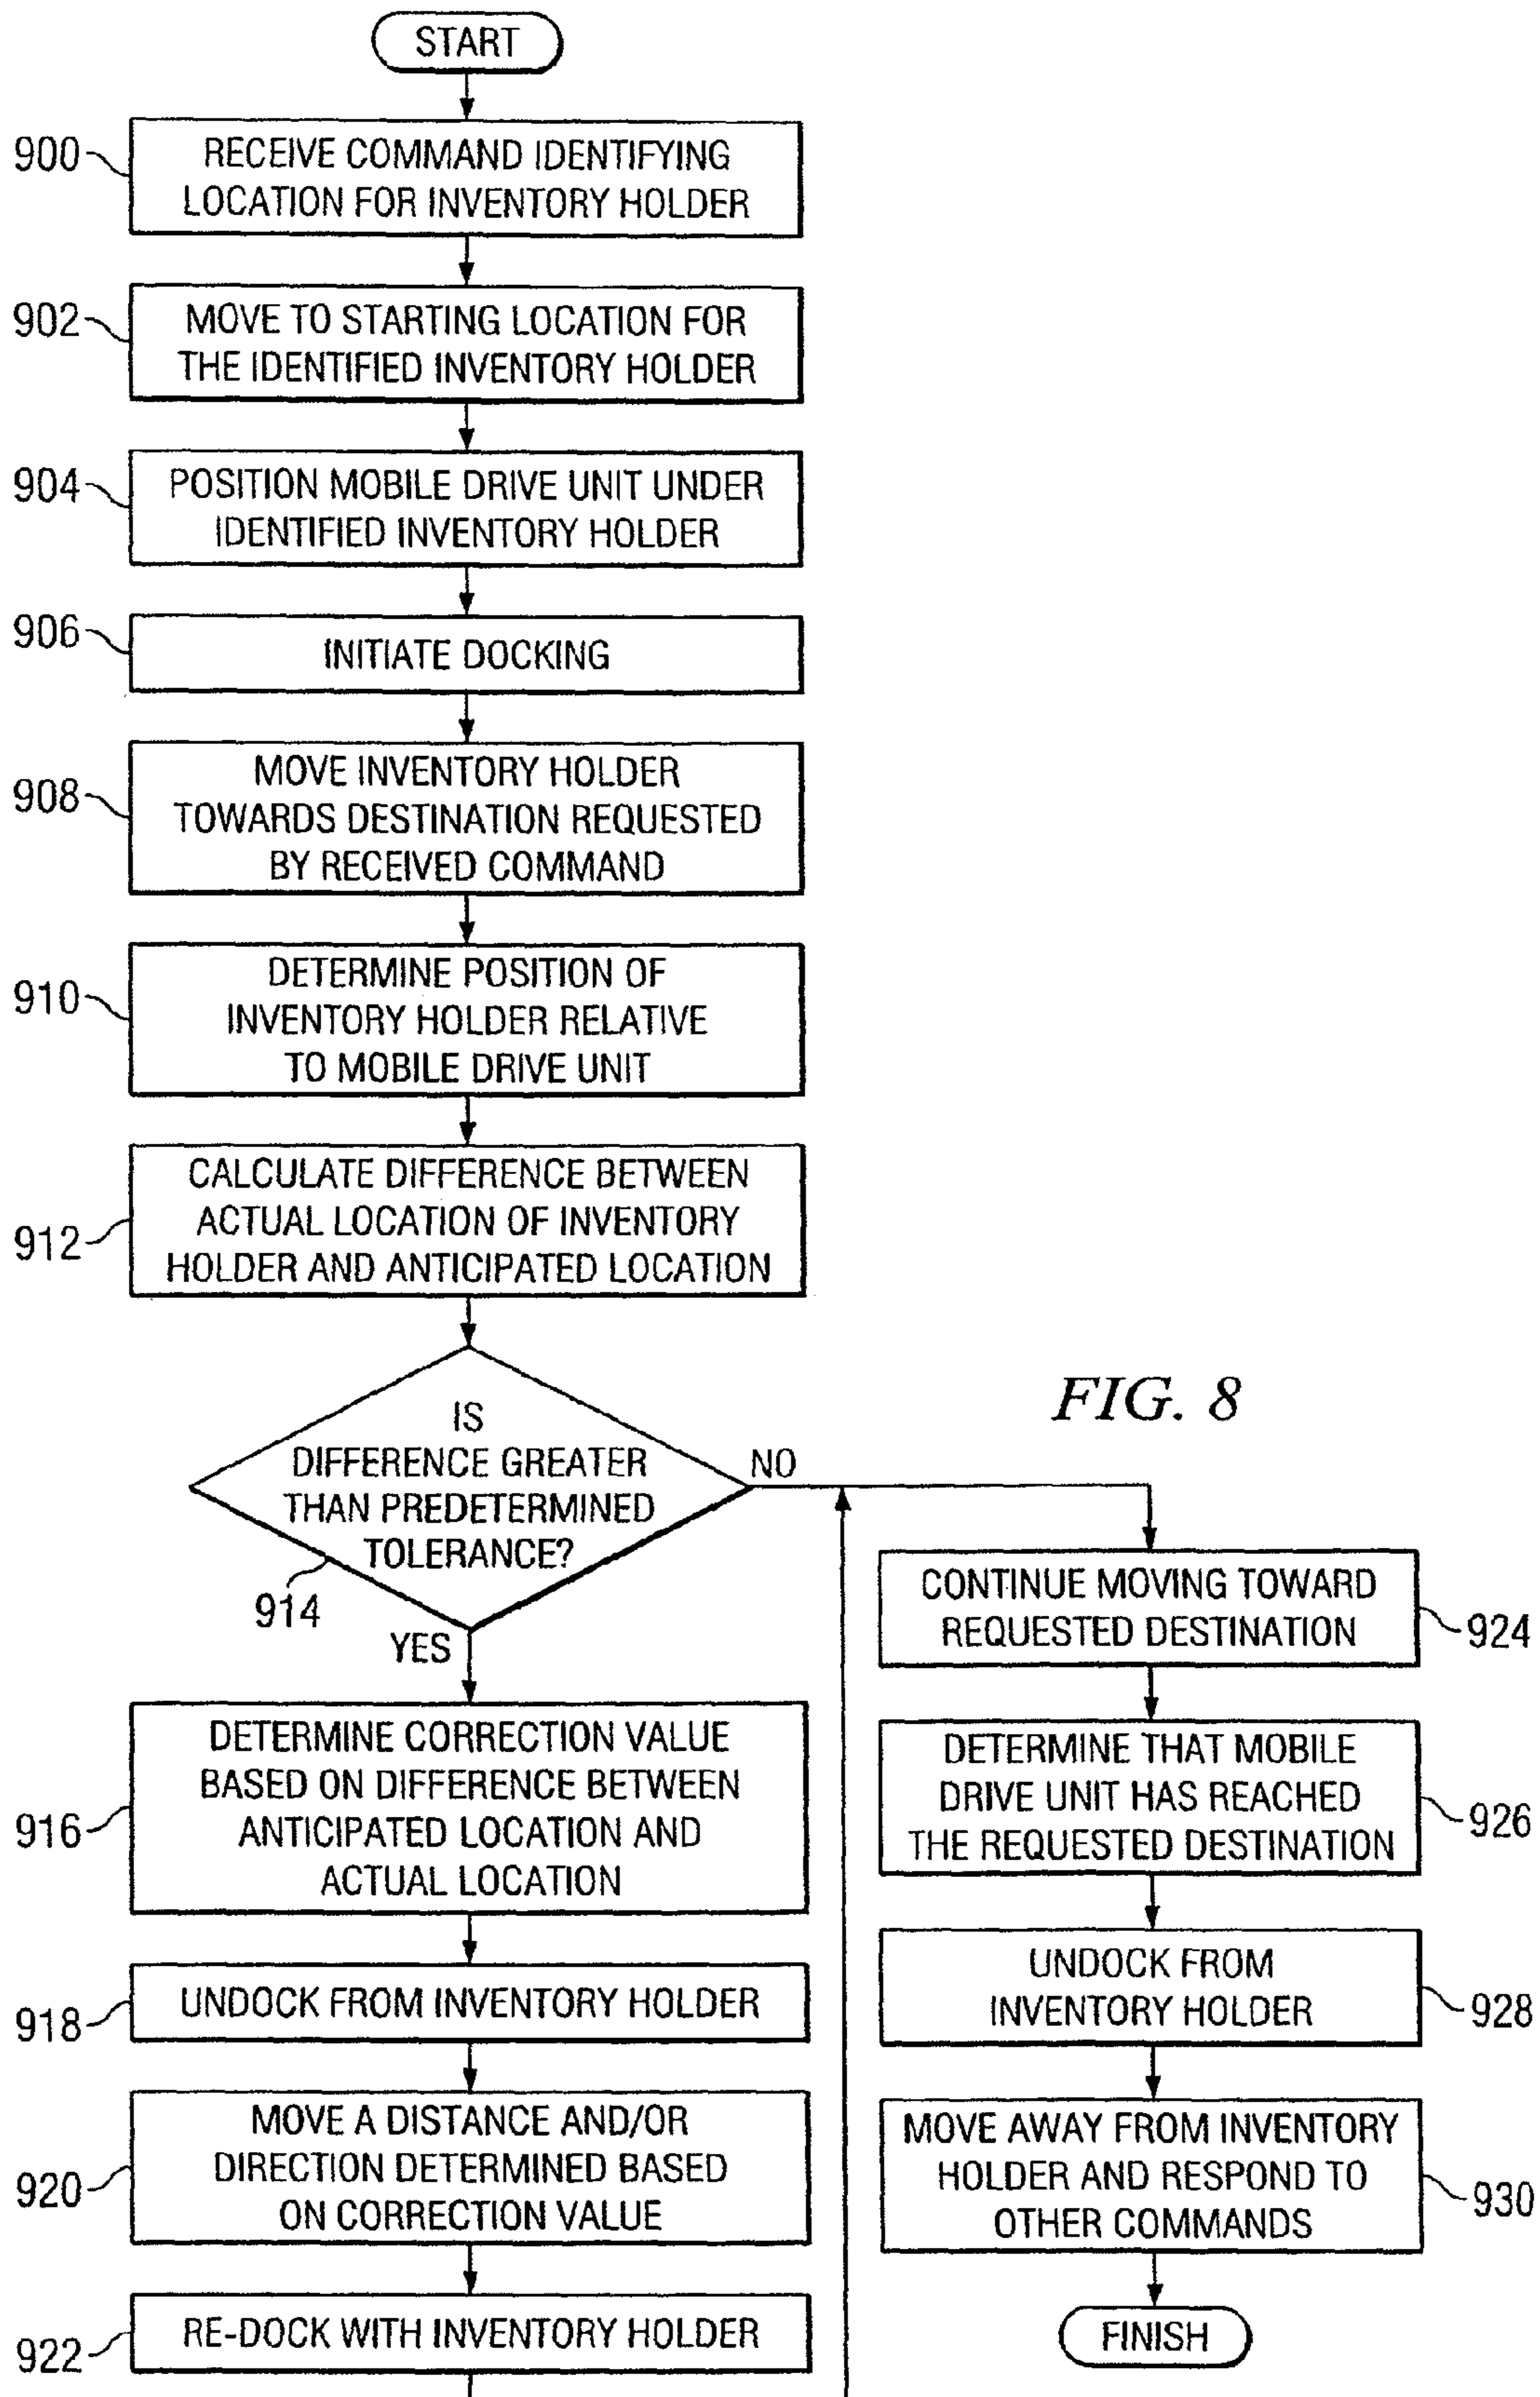 START
900
RECEIVE COMMAND IDENTIFYING
LOCATION FOR INVENTORY HOLDER
902
MOVE TO STARTING LOCATION FOR
THE IDENTIFIED INVENTORY HOLDER
904
POSITION MOBILE DRIVE UNIT UNDER
IDENTIFIED INVENTORY HOLDER
906
INITIATE DOCKING
908
MOVE INVENTORY HOLDER
TOWARDS DESTINATION REQUESTED
BY RECEIVED COMMAND
910
DETERMINE POSITION OF
INVENTORY HOLDER RELATIVE
TO MOBILE DRIVE UNIT
912
CALCULATE DIFFERENCE BETWEEN
ACTUAL LOCATION OF INVENTORY
HOLDER AND ANTICIPATED LOCATION
IS
DIFFERENCE GREATER
THAN PREDETERMINED
TOLERANCE?
914
NO
YES
916
DETERMINE CORRECTION VALUE
BASED ON DIFFERENCE BETWEEN
ANTICIPATED LOCATION AND
ACTUAL LOCATION
918
UNDOCK FROM INVENTORY HOLDER
920
MOVE A DISTANCE AND/OR
DIRECTION DETERMINED BASED
ON CORRECTION VALUE
922
RE-DOCK WITH INVENTORY HOLDER
FIG. 8
CONTINUE MOVING TOWARD
REQUESTED DESTINATION
924
DETERMINE THAT MOBILE
DRIVE UNIT HAS REACHED
THE REQUESTED DESTINATION
926
UNDOCK FROM
INVENTORY HOLDER
928
MOVE AWAY FROM INVENTORY
HOLDER AND RESPOND TO
OTHER COMMANDS
930
FINISH